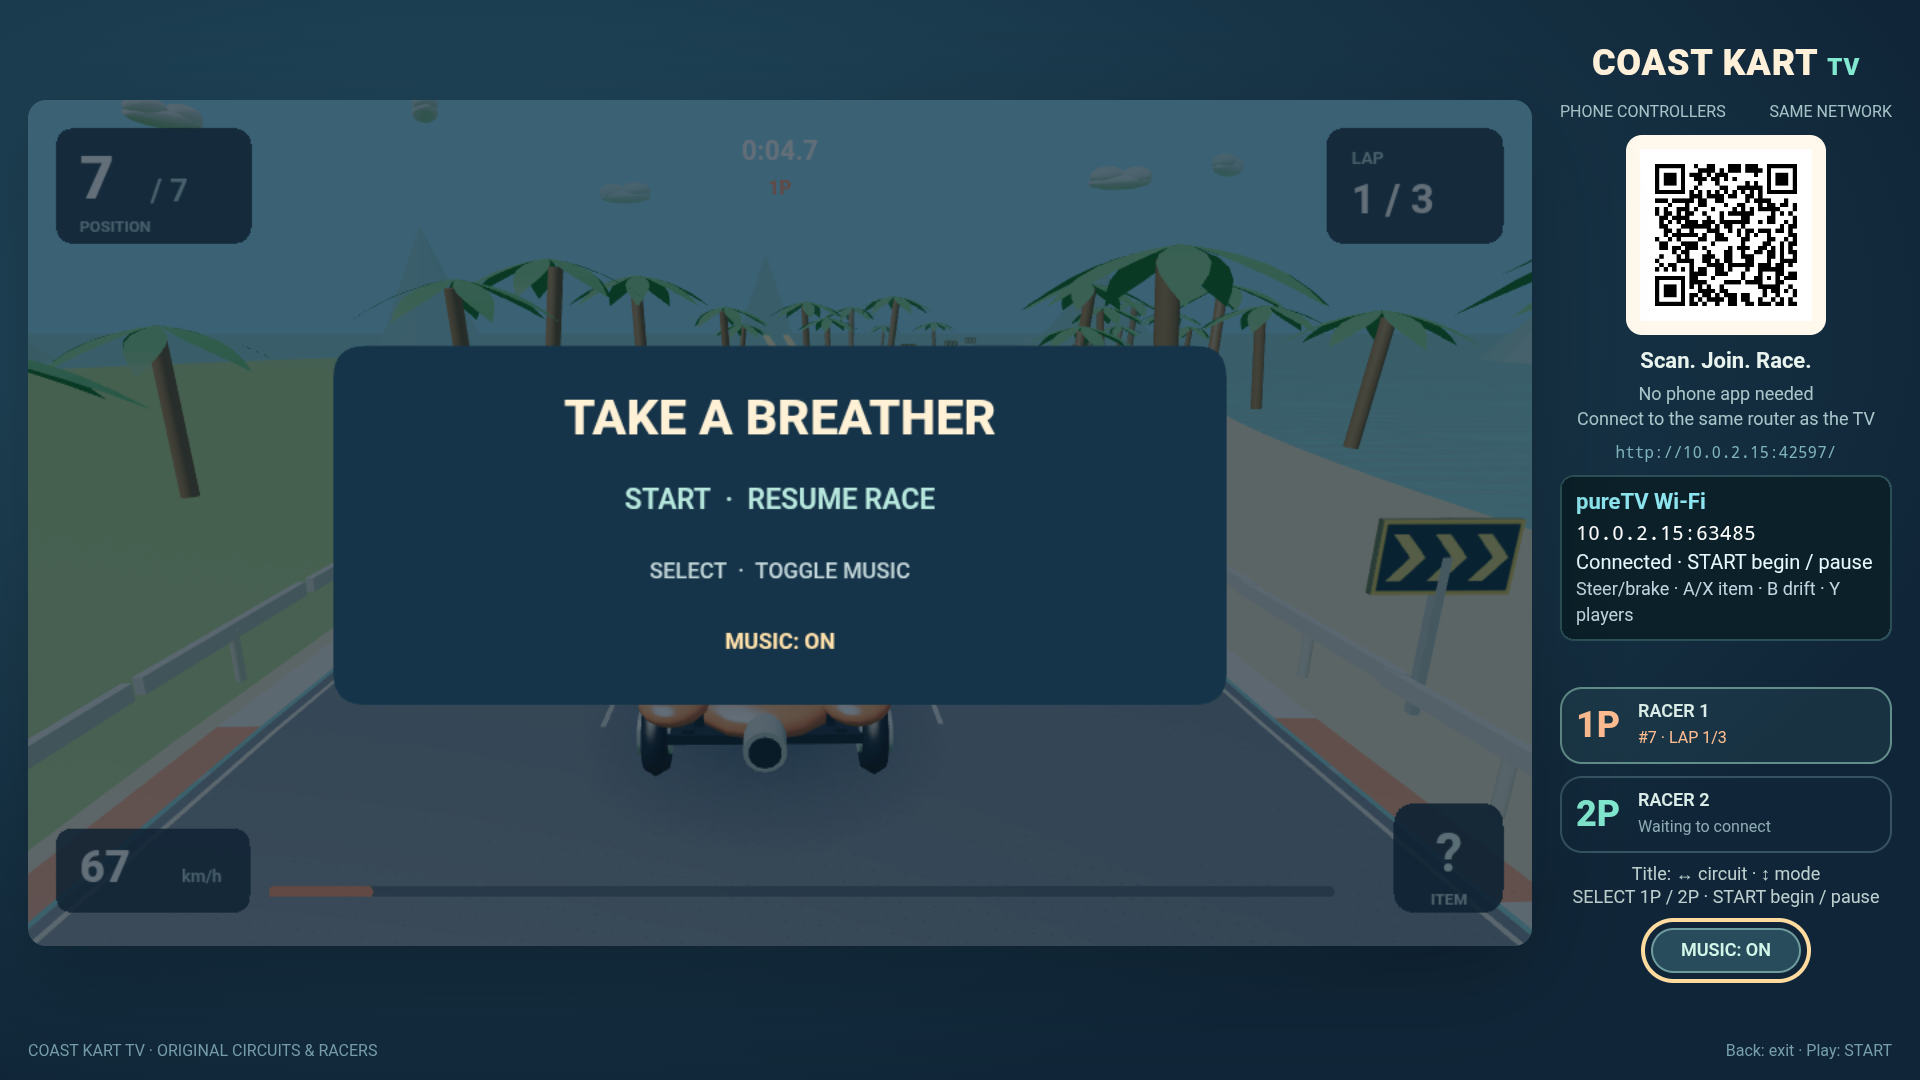 COAST KART TV
PHONE CONTROLLERS SAME NETWORK
Scan. Join. Race.
No phone app needed
Connect to the same router as the TV
http://10.0.2.15:42597/
pureTV Wi-Fi
10.0.2.15:63485
Connected · START begin / pause
Steer/brake · A/X item · B drift · Y
players
1P RACER 1
#7 · LAP 1/3
2P RACER 2
Waiting to connect
Title: ↔ circuit · ↕ mode
SELECT 1P / 2P · START begin / pause
MUSIC: ON
7 / 7
POSITION
0:04.7
1P
LAP
1 / 3
TAKE A BREATHER
START · RESUME RACE
SELECT · TOGGLE MUSIC
MUSIC: ON
67 km/h
?
ITEM
COAST KART TV · ORIGINAL CIRCUITS & RACERS
Back: exit · Play: START